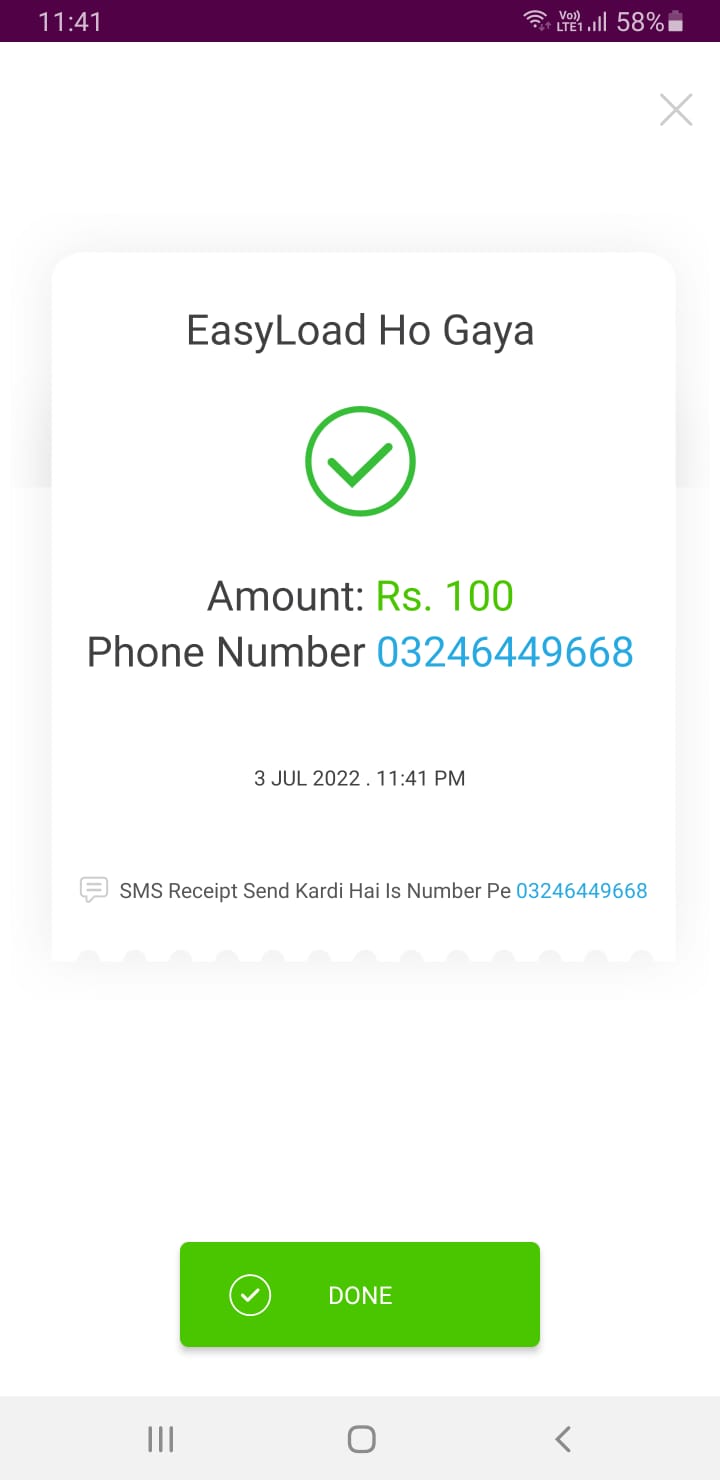 11:41
Vo)) LTE1 58%
EasyLoad Ho Gaya
Amount: Rs. 100
Phone Number 03246449668
3 JUL 2022 . 11:41 PM
SMS Receipt Send Kardi Hai Is Number Pe 03246449668
DONE